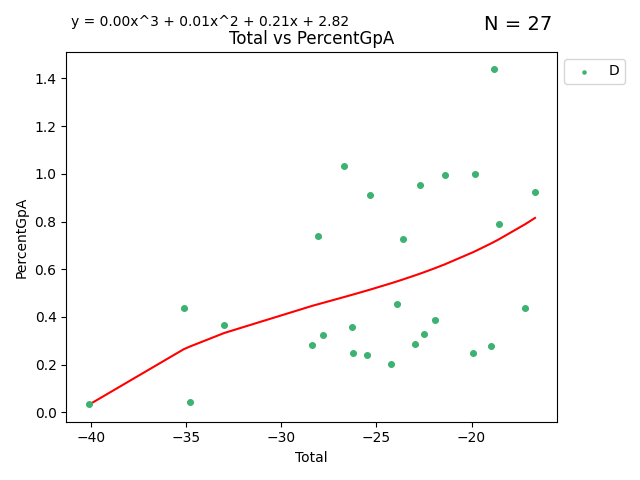 y = 0.00x^3 + 0.01x^2 + 0.21x + 2.82
N = 27
Total vs PercentGpA
D
PercentGpA
1.4
1.2
1.0
0.8
0.6
0.4
0.2
0.0
−40
−35
−30
−25
−20
Total